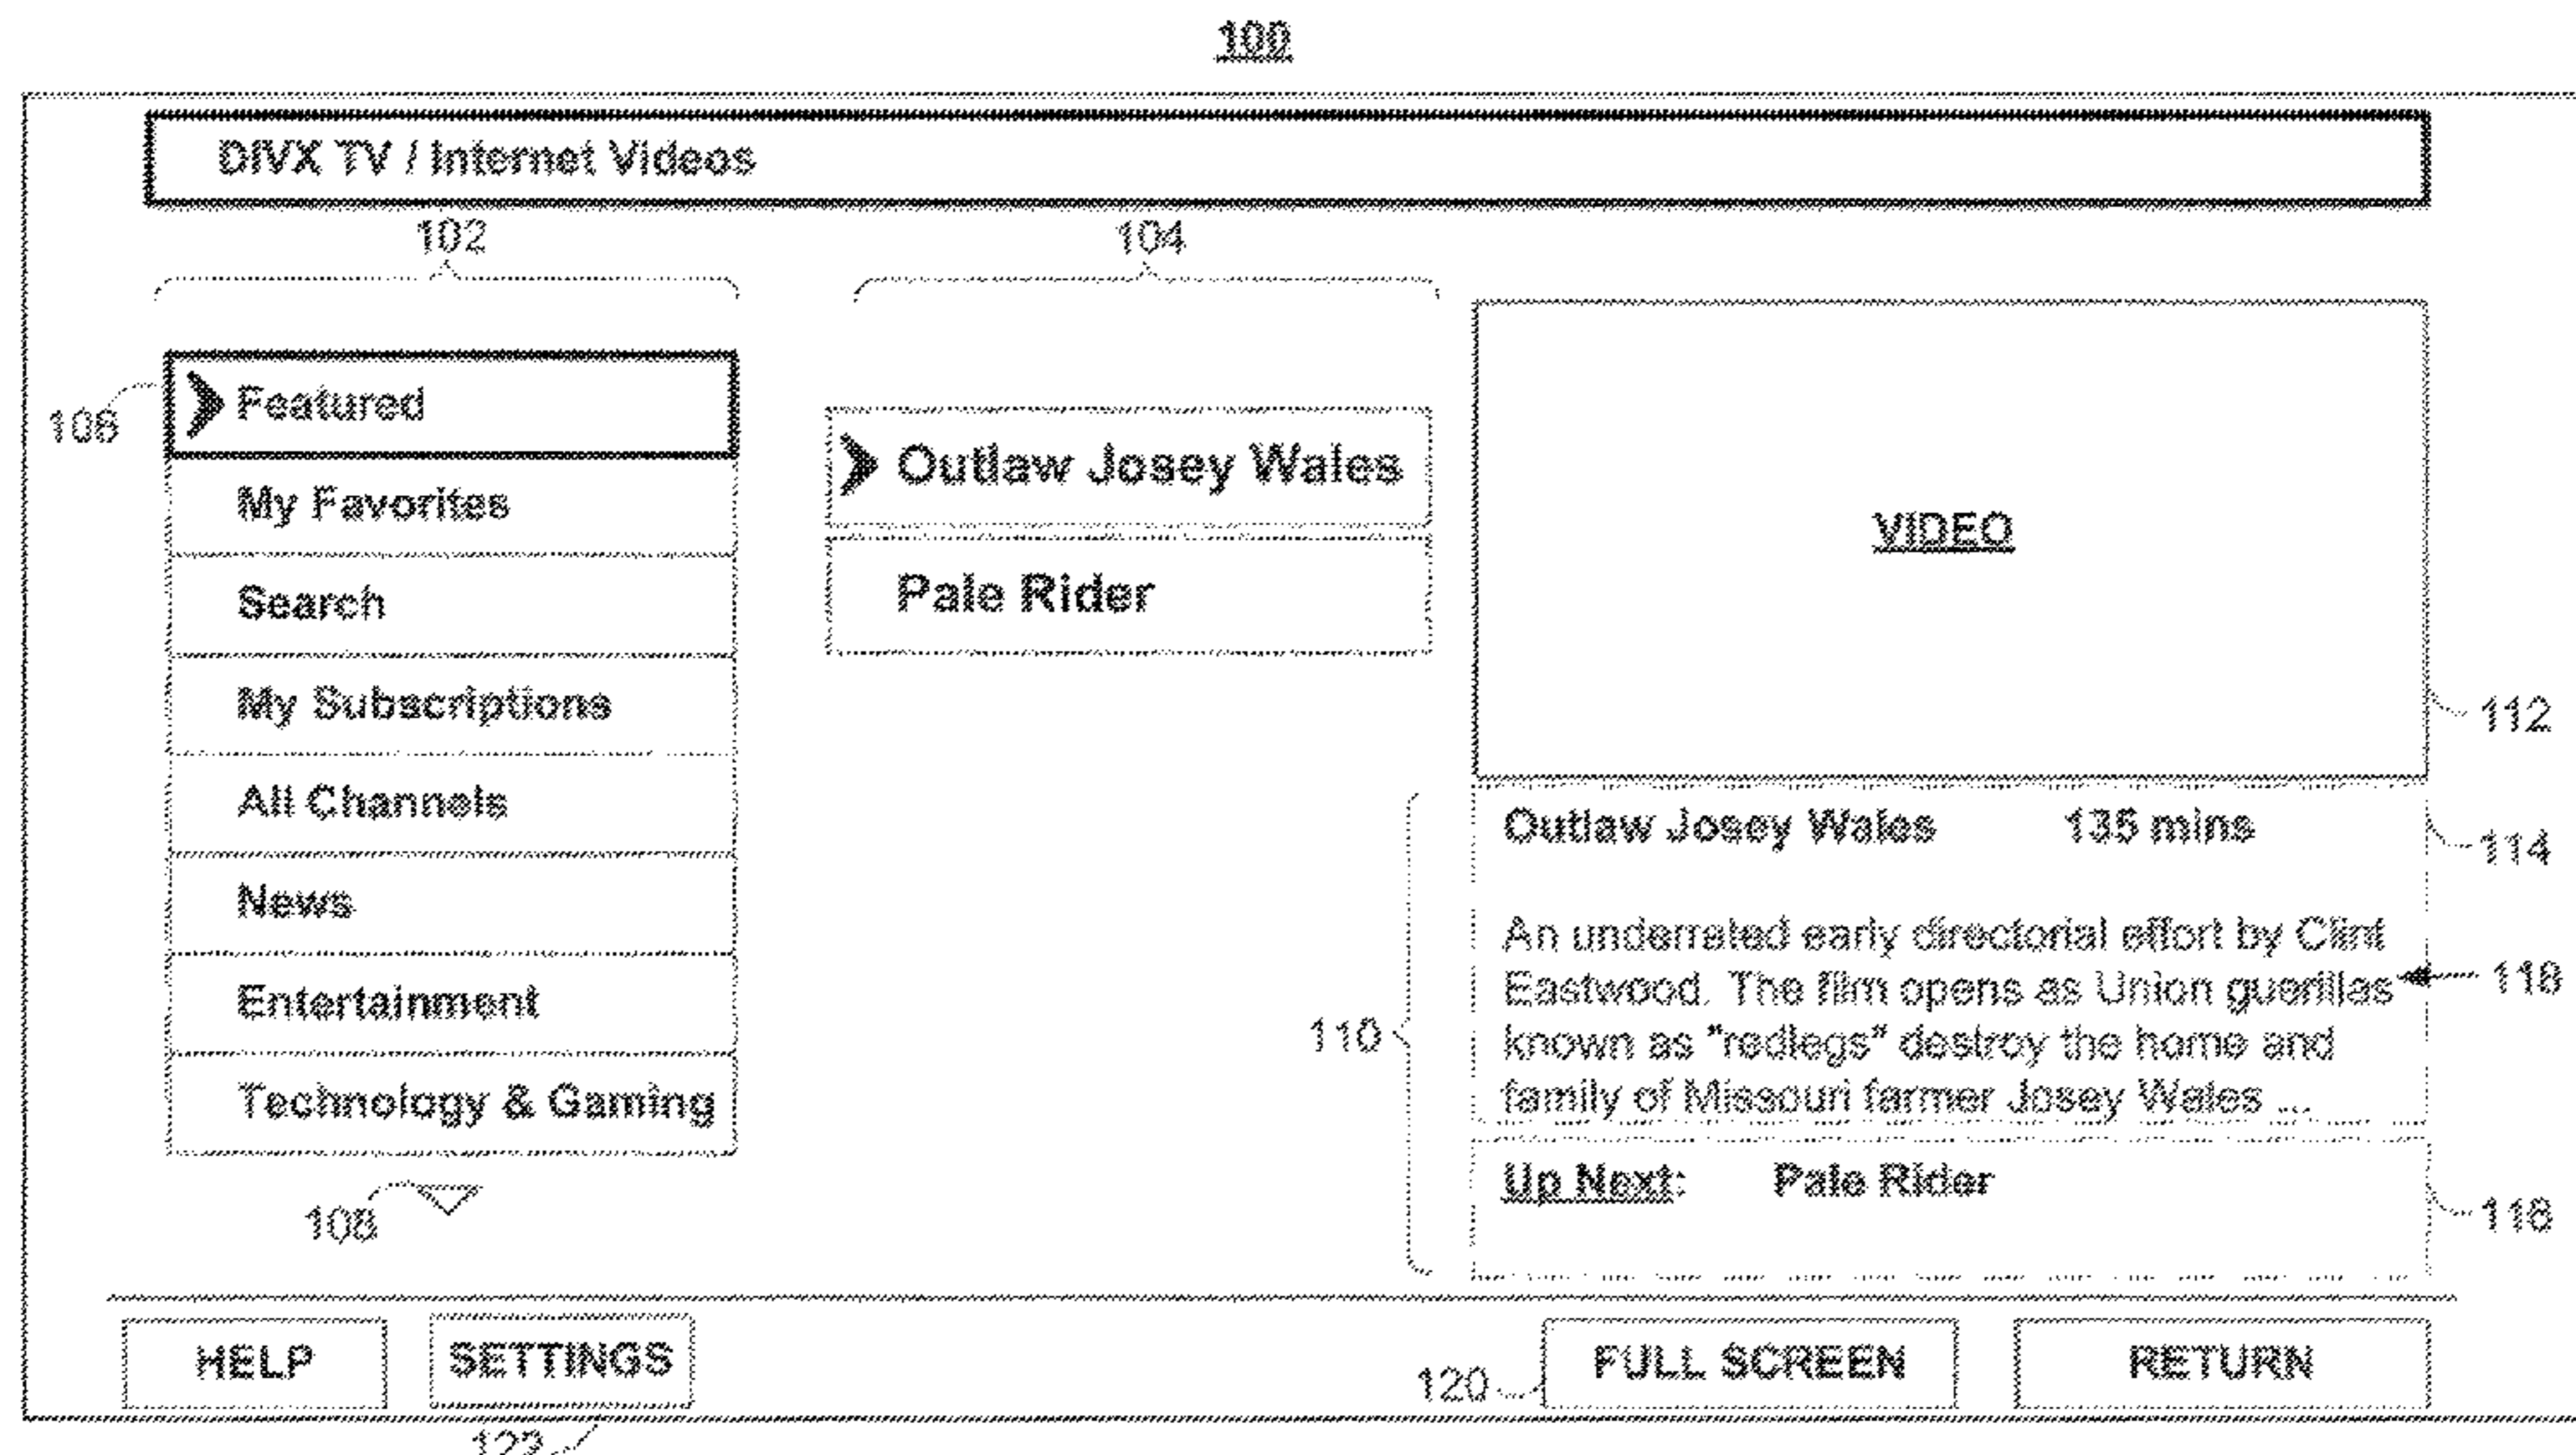 100
DIVX TV / Internet Videos
102
104
106
Featured
My Favorites
Search
My Subscriptions
All Channels
News
Entertainment
Technology & Gaming
108
Outlaw Josey Wales
Pale Rider
VIDEO
112
110
Outlaw Josey Wales 135 mins
114
An underrated early directorial effort by Clint
Eastwood. The film opens as Union guerillas
known as "redlegs" destroy the home and
family of Missouri farmer Josey Wales ...
Up Next: Pale Rider
HELP
SETTINGS
120
FULL SCREEN
RETURN
122